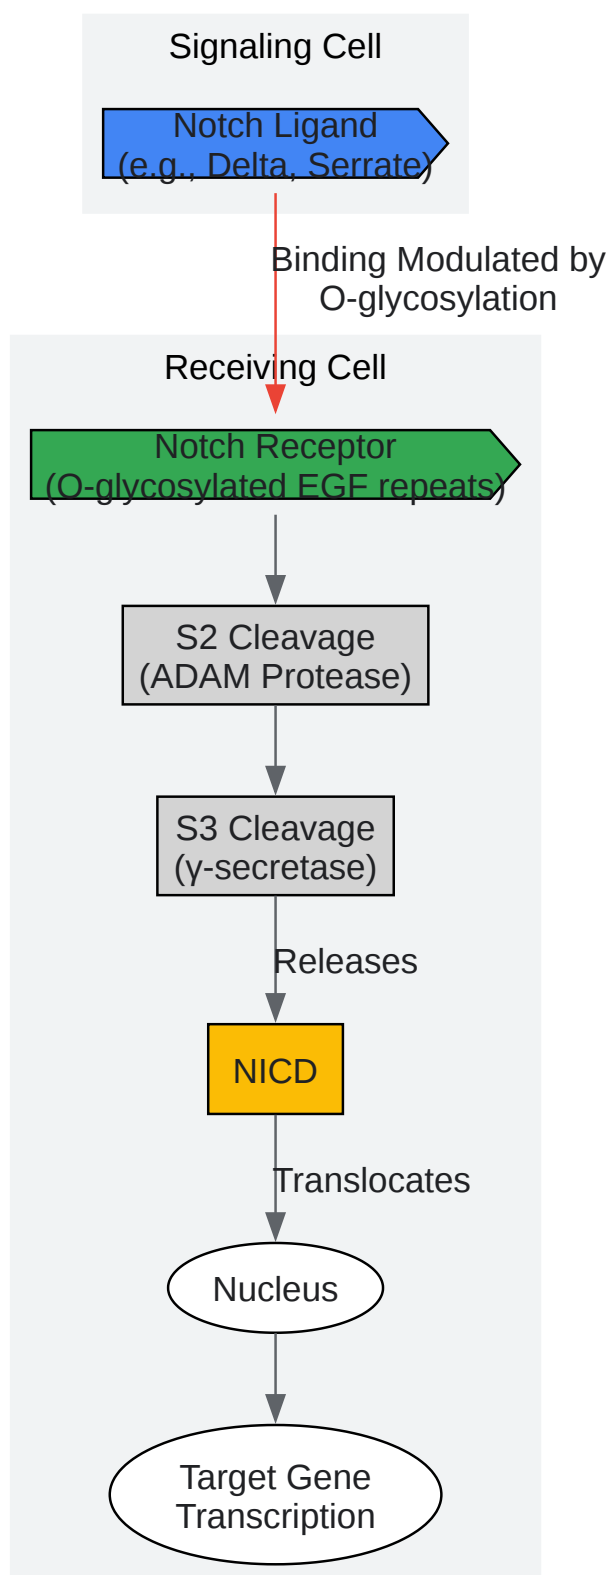 Signaling Cell
Notch Ligand
(e.g., Delta, Serrate)
Binding Modulated by
O-glycosylation
Receiving Cell
Notch Receptor
(O-glycosylated EGF repeats)
S2 Cleavage
(ADAM Protease)
S3 Cleavage
(γ-secretase)
Releases
NICD
Translocates
Nucleus
Target Gene
Transcription